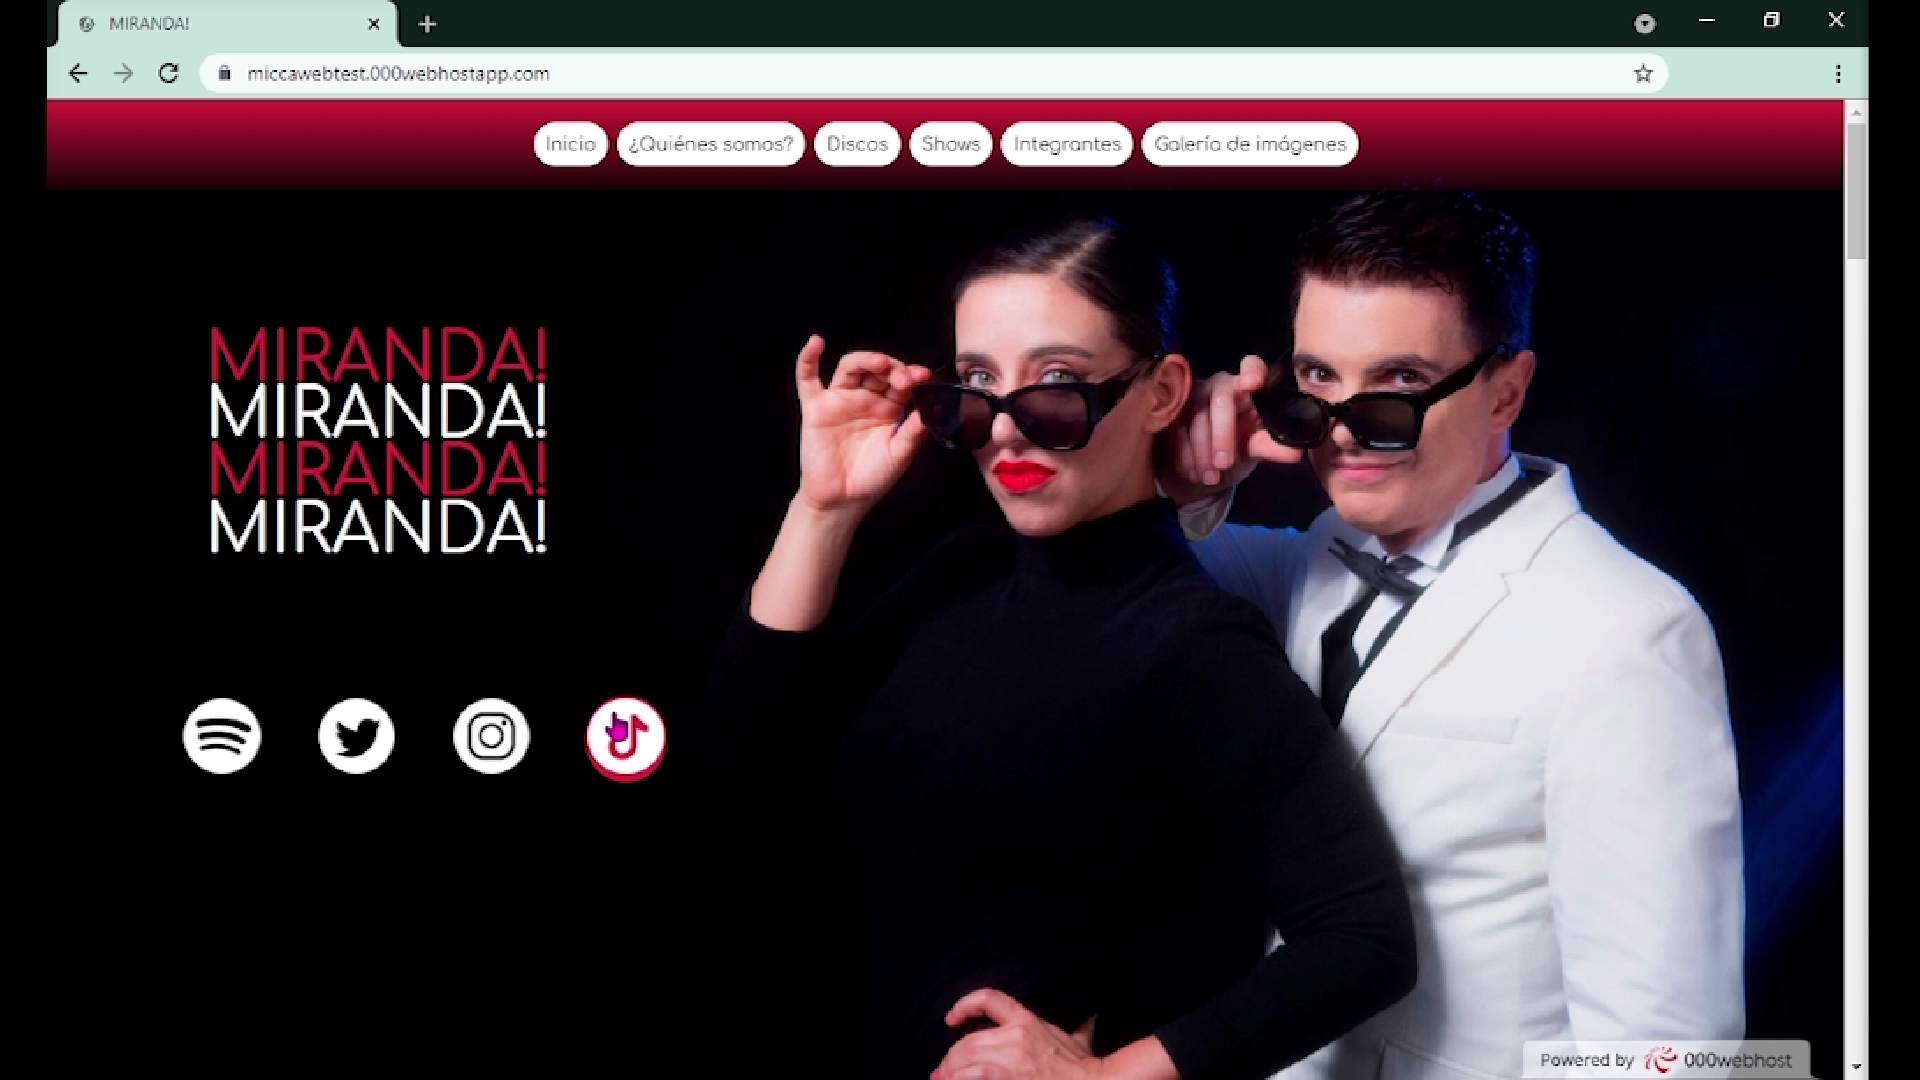 MIRANDA!
miccawebtest.000webhostapp.com
Inicio
¿Quiénes somos?
Discos
Shows
Integrantes
Galería de imágenes
MIRANDA!
MIRANDA!
MIRANDA!
MIRANDA!
Powered by 000webhost